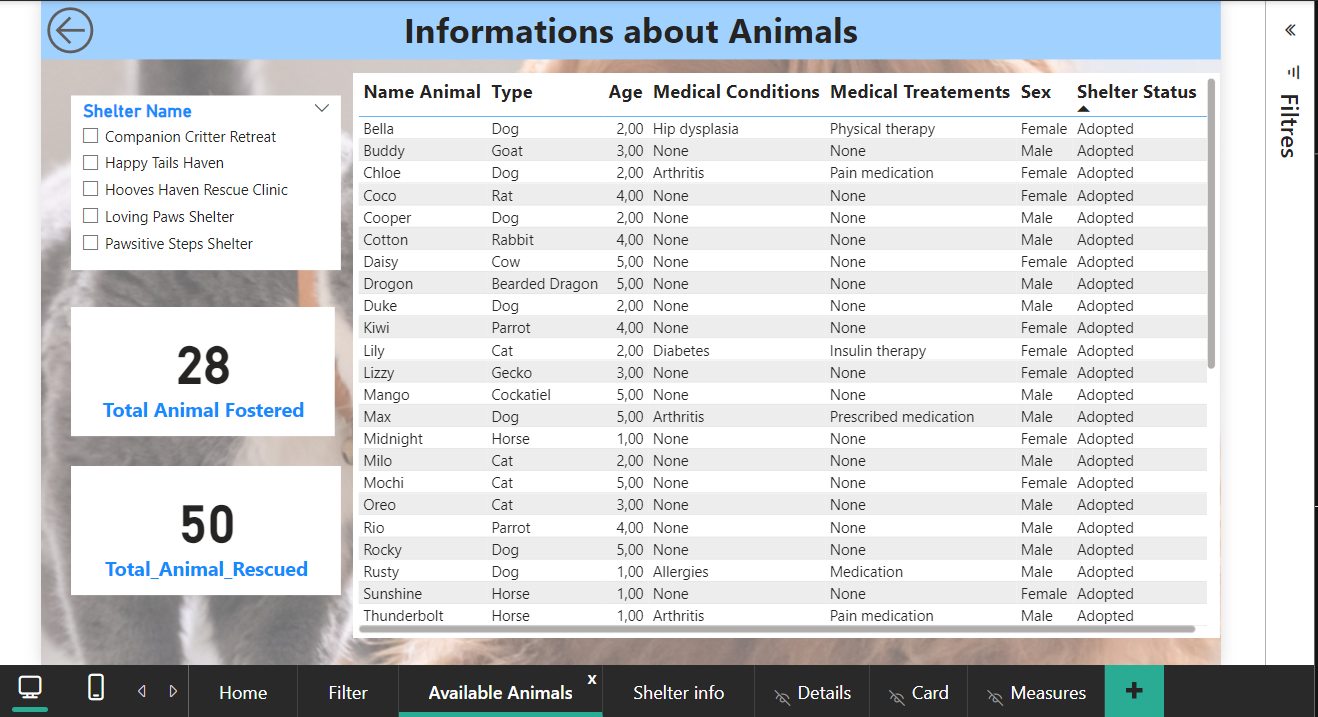 Informations about Animals
Shelter Name
Companion Critter Retreat
Happy Tails Haven
Hooves Haven Rescue Clinic
Loving Paws Shelter
Pawsitive Steps Shelter
28
Total Animal Fostered
50
Total_Animal_Rescued
Name Animal Type Age Medical Conditions Medical Treatements Sex Shelter Status
Bella Dog 2,00 Hip dysplasia Physical therapy Female Adopted
Buddy Goat 3,00 None None Male Adopted
Chloe Dog 2,00 Arthritis Pain medication Female Adopted
Coco Rat 4,00 None None Female Adopted
Cooper Dog 2,00 None None Male Adopted
Cotton Rabbit 4,00 None None Male Adopted
Daisy Cow 5,00 None None Female Adopted
Drogon Bearded Dragon 5,00 None None Male Adopted
Duke Dog 2,00 None None Male Adopted
Kiwi Parrot 4,00 None None Female Adopted
Lily Cat 2,00 Diabetes Insulin therapy Female Adopted
Lizzy Gecko 3,00 None None Female Adopted
Mango Cockatiel 5,00 None None Male Adopted
Max Dog 5,00 Arthritis Prescribed medication Male Adopted
Midnight Horse 1,00 None None Female Adopted
Milo Cat 2,00 None None Male Adopted
Mochi Cat 5,00 None None Female Adopted
Oreo Cat 3,00 None None Male Adopted
Rio Parrot 4,00 None None Male Adopted
Rocky Dog 5,00 None None Male Adopted
Rusty Dog 1,00 Allergies Medication Male Adopted
Sunshine Horse 1,00 None None Female Adopted
Thunderbolt Horse 1,00 Arthritis Pain medication Male Adopted
Filtres
Home Filter Available Animals x Shelter info Details Card Measures +